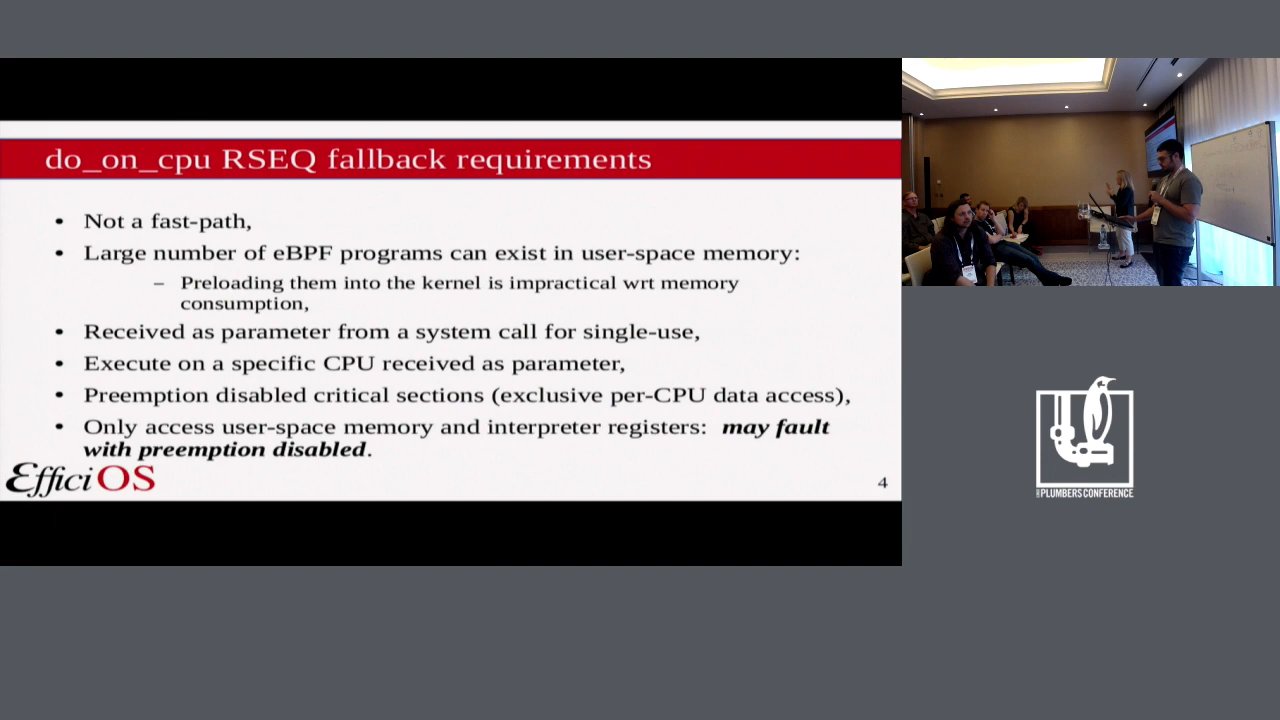 do_on_cpu RSEQ fallback requirements
• Not a fast-path,
• Large number of eBPF programs can exist in user-space memory:
– Preloading them into the kernel is impractical wrt memory
consumption,
• Received as parameter from a system call for single-use,
• Execute on a specific CPU received as parameter,
• Preemption disabled critical sections (exclusive per-CPU data access),
• Only access user-space memory and interpreter registers: may fault
with preemption disabled.
EfficiOS
4
PLUMBERS CONFERENCE